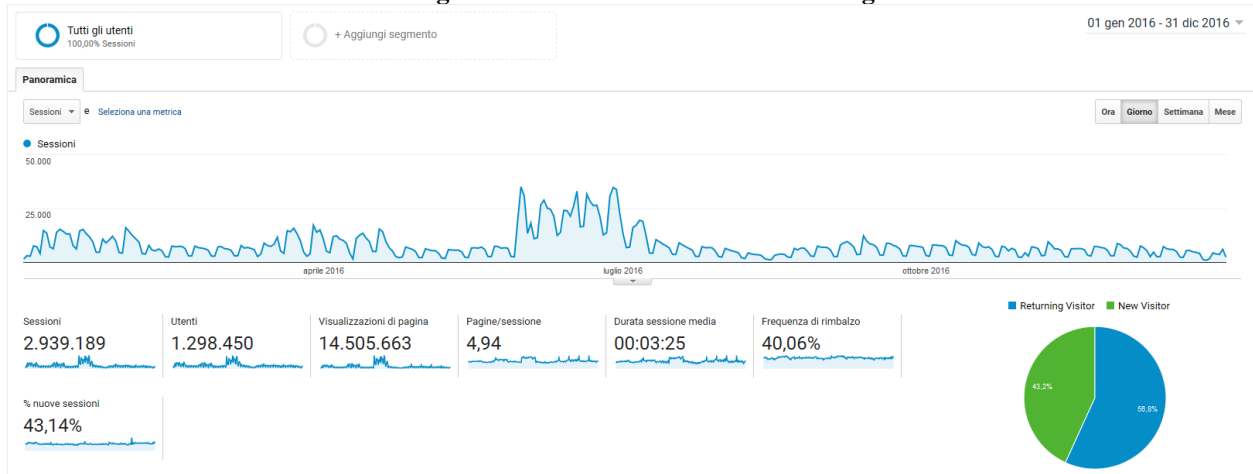 Tutti gli utenti
100,00% Sessioni
+ Aggiungi segmento
01 gen 2016 - 31 dic 2016
Panoramica
Sessioni e Seleziona una metrica
Ora Giorno Settimana Mese
Sessioni
50.000
25.000
aprile 2016 luglio 2016 ottobre 2016
Returning Visitor New Visitor
Sessioni Utenti Visualizzazioni di pagina Pagine/sessione Durata sessione media Frequenza di rimbalzo
2.939.189 1.298.450 14.505.663 4,94 00:03:25 40,06%
43,2%
56,8%
% nuove sessioni
43,14%